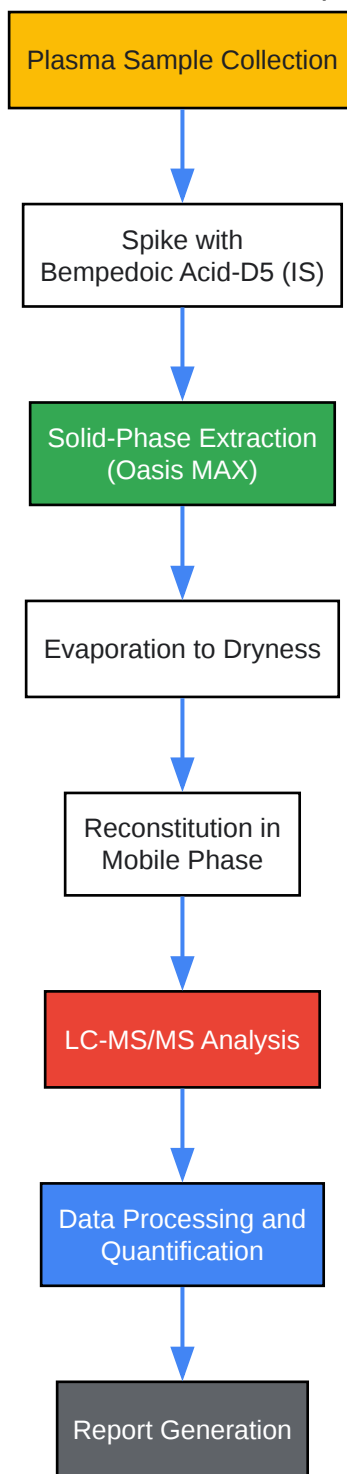 Plasma Sample Collection
Spike with
Bempedoic Acid-D5 (IS)
Solid-Phase Extraction
(Oasis MAX)
Evaporation to Dryness
Reconstitution in
Mobile Phase
LC-MS/MS Analysis
Data Processing and
Quantification
Report Generation